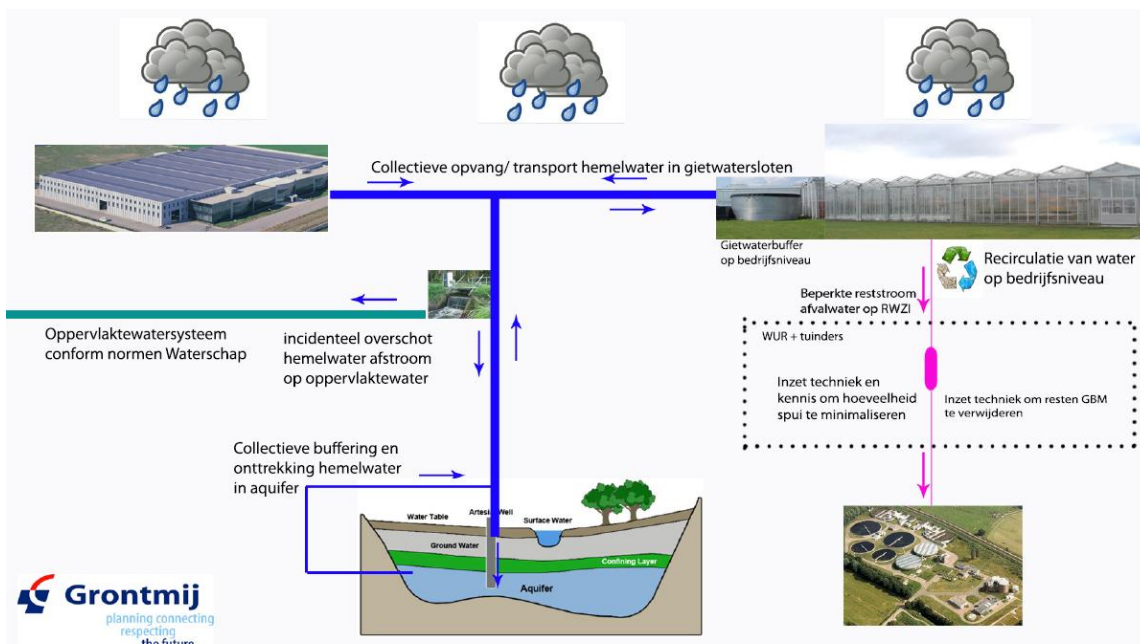 Collectieve opvang/ transport hemelwater in gietwatersloten
Gietwaterbuffer
op bedrijfsniveau
Recirculatie van water
op bedrijfsniveau
Beperkte reststroom
afvalwater op RWZI
Oppervlaktewatersysteem
conform normen Waterschap
incidenteel overschot
hemelwater afstroom
op oppervlaktewater
WUR + tuinders
Inzet techniek en
kennis om hoeveelheid
spui te minimaliseren
Inzet techniek om resten GBM
te verwijderen
Collectieve buffering en
onttrekking hemelwater
in aquifer
Water Table
Artesian Well
Surface Water
Ground Water
Confining Layer
Aquifer
Grontmij
planning connecting
respecting
the future